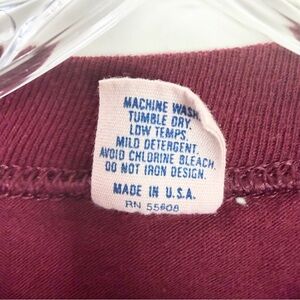 MACHINE WASH
TUMBLE DRY.
LOW TEMPS.
MILD DETERGENT.
AVOID CHLORINE BLEACH.
DO NOT IRON DESIGN.
MADE IN U.S.A.
RN 55608